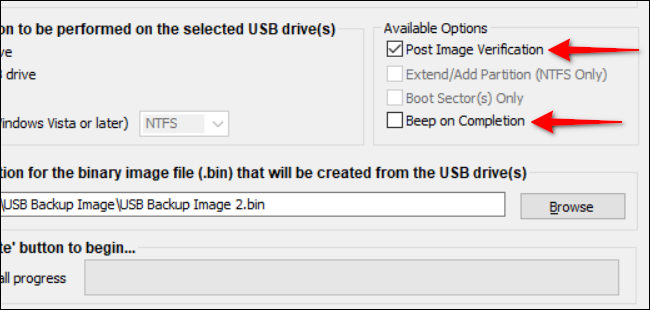 on to be performed on the selected USB drive(s)
Available Options
ve
Post Image Verification
drive
Extend/Add Partition (NTFS Only)
Boot Sector(s) Only
indows Vista or later)
NTFS
Beep on Completion
tion for the binary image file (.bin) that will be created from the USB drive(s)
\USB Backup Image\USB Backup Image 2.bin
Browse
te' button to begin...
all progress